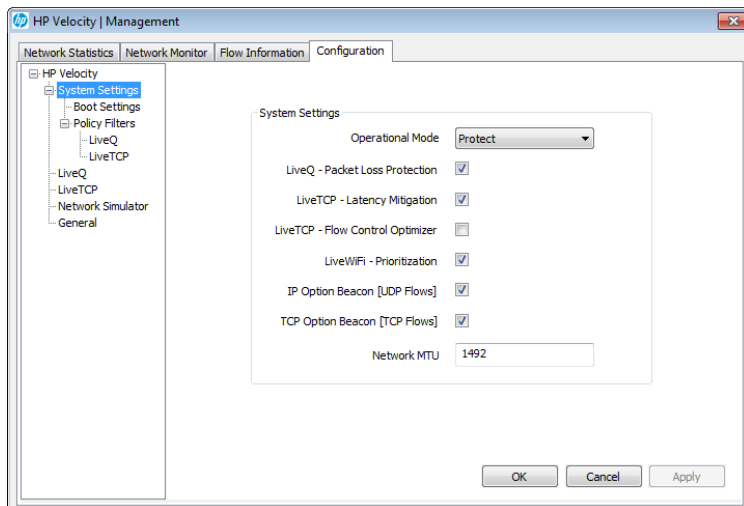 HP Velocity | Management
Network Statistics Network Monitor Flow Information Configuration
HP Velocity
System Settings
Boot Settings
Policy Filters
LiveQ
LiveTCP
LiveQ
LiveTCP
Network Simulator
General
System Settings
Operational Mode Protect
LiveQ - Packet Loss Protection
LiveTCP - Latency Mitigation
LiveTCP - Flow Control Optimizer
LiveWiFi - Prioritization
IP Option Beacon [UDP Flows]
TCP Option Beacon [TCP Flows]
Network MTU 1492
OK Cancel Apply